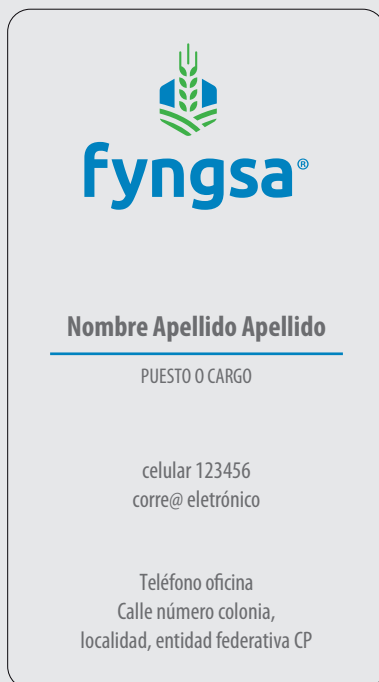 fyngsa®
Nombre Apellido Apellido
PUESTO O CARGO
celular 123456
corre@ eletrónico
Teléfono oficina
Calle número colonia,
localidad, entidad federativa CP